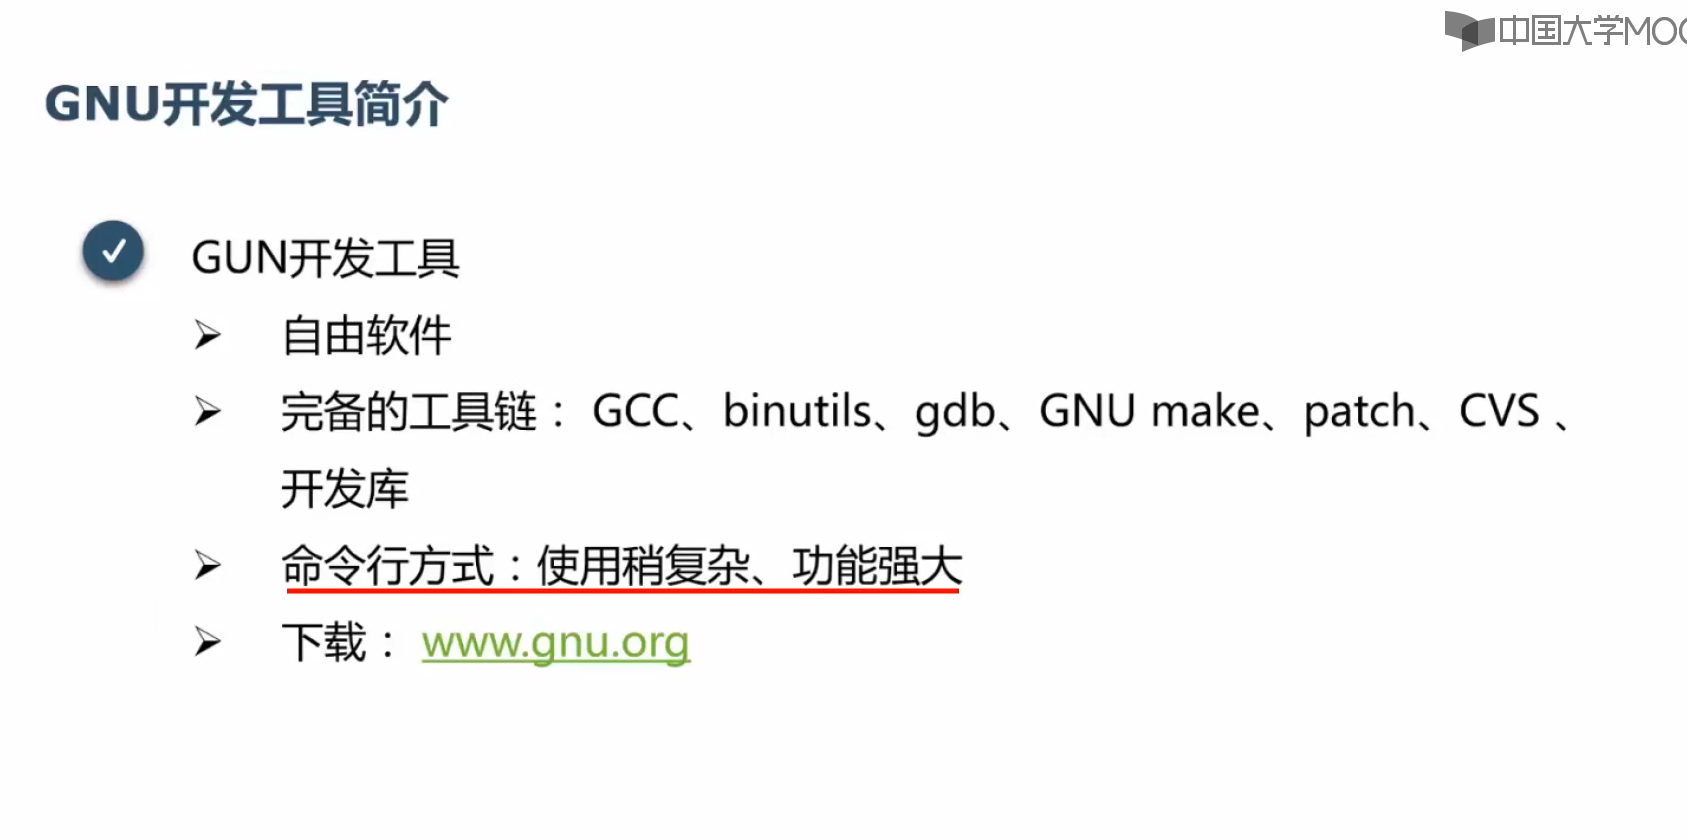 中国大学MOO
GNU开发工具简介
GUN开发工具
自由软件
完备的工具链： GCC、binutils、gdb、GNU make、patch、CVS 、
开发库
命令行方式：使用稍复杂、功能强大
下载： www.gnu.org